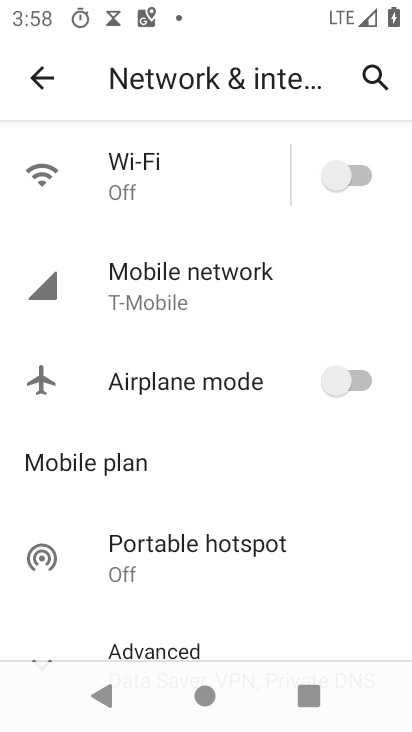 3:58
LTE
Network & inte...
Wi-Fi
Off
Mobile network
T-Mobile
Airplane mode
Mobile plan
Portable hotspot
Off
Advanced
Data Saver, VPN, Private DNS